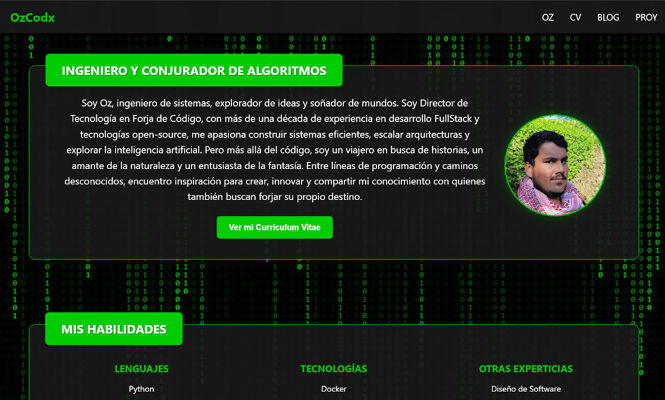 OzCodx
OZ CV BLOG PROY
INGENIERO Y CONJURADOR DE ALGORITMOS
Soy Oz, ingeniero de sistemas, explorador de ideas y soñador de mundos. Soy Director de
Tecnología en Forja de Código, con más de una década de experiencia en desarrollo FullStack y
tecnologías open-source, me apasiona construir sistemas eficientes, escalar arquitecturas y
explorar la inteligencia artificial. Pero más allá del código, soy un viajero en busca de historias, un
amante de la naturaleza y un entusiasta de la fantasía. Entre líneas de programación y caminos
desconocidos, encuentro inspiración para crear, innovar y compartir mi conocimiento con quienes
también buscan forjar su propio destino.
Ver mi Curriculum Vitae
MIS HABILIDADES
LENGUAJES TECNOLOGÍAS OTRAS EXPERTICIAS
Python Docker Diseño de Software